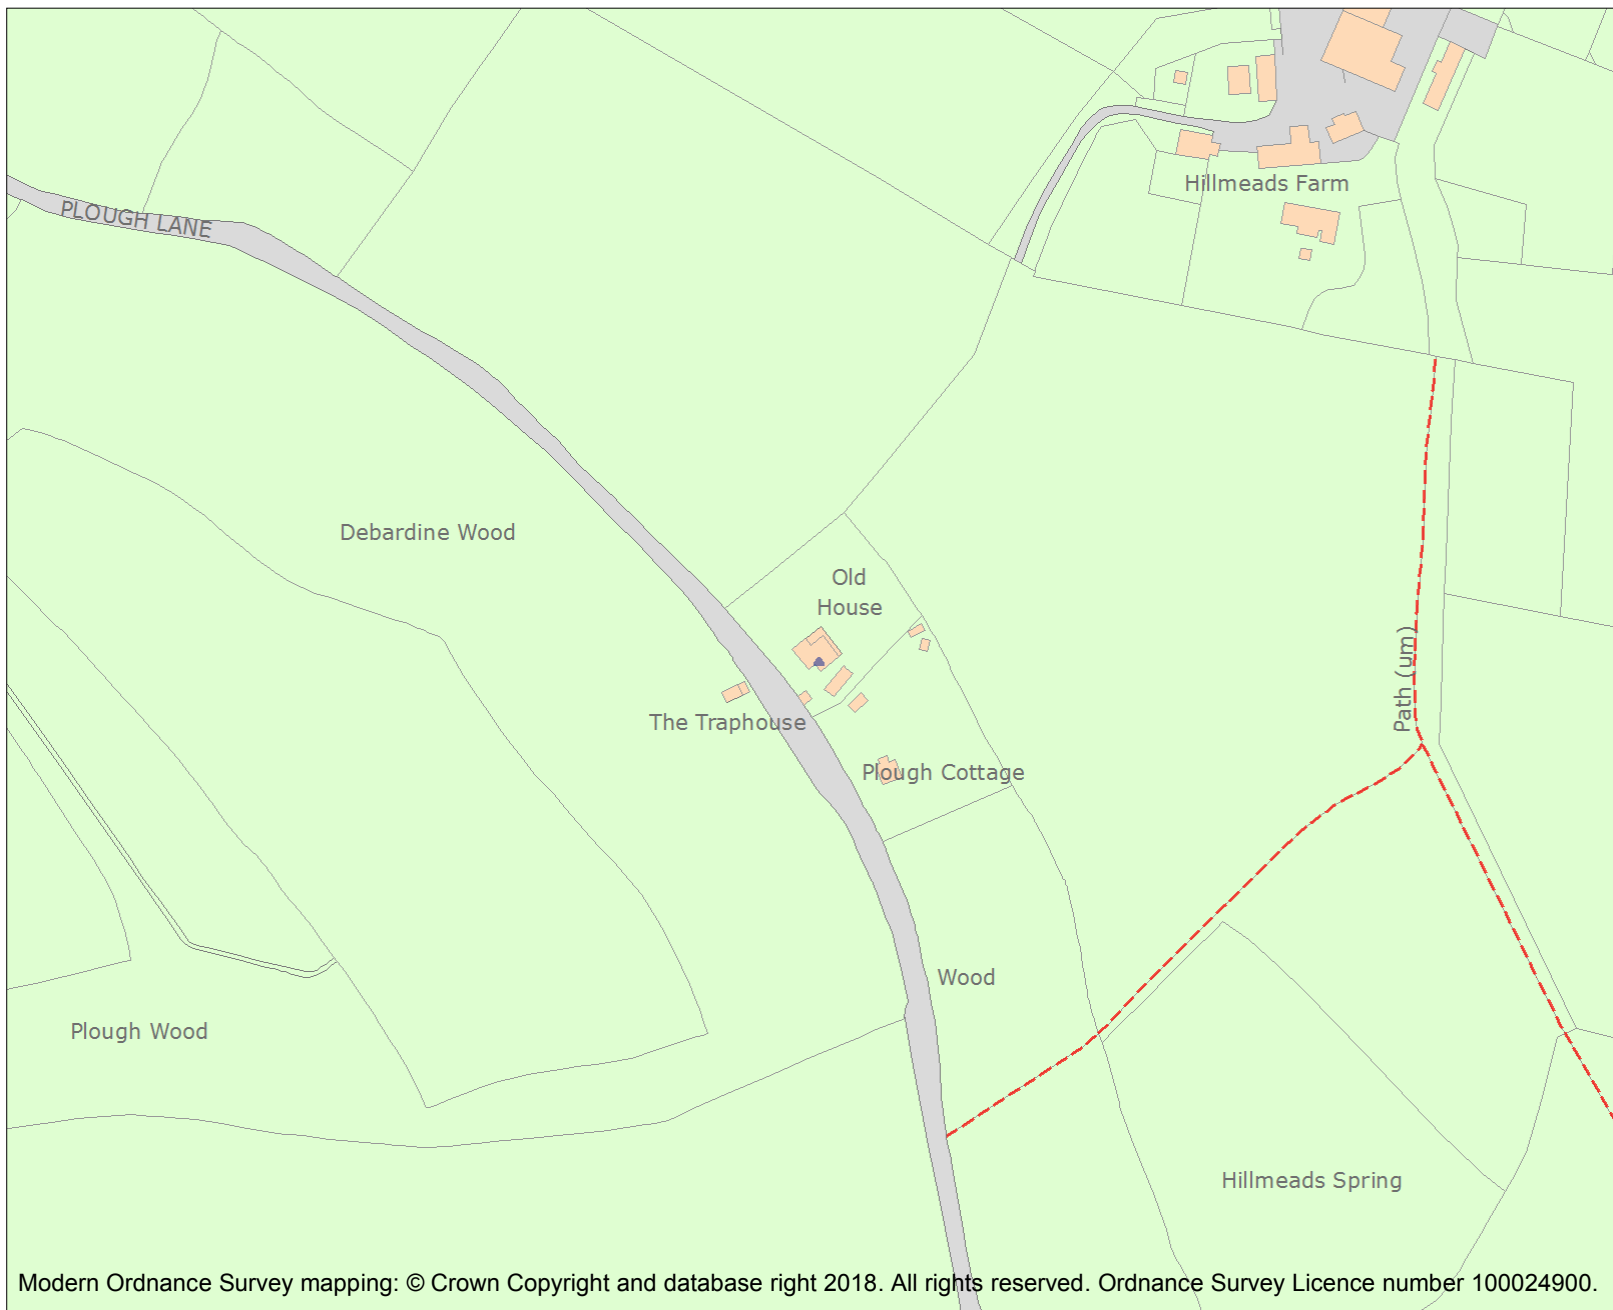 Hillmeads Farm
PLOUGH LANE
Debardine Wood
Old
House
Path (um)
The Traphouse
Plough Cottage
Wood
Plough Wood
Hillmeads Spring
Modern Ordnance Survey mapping: © Crown Copyright and database right 2018. All rights reserved. Ordnance Survey Licence number 100024900.